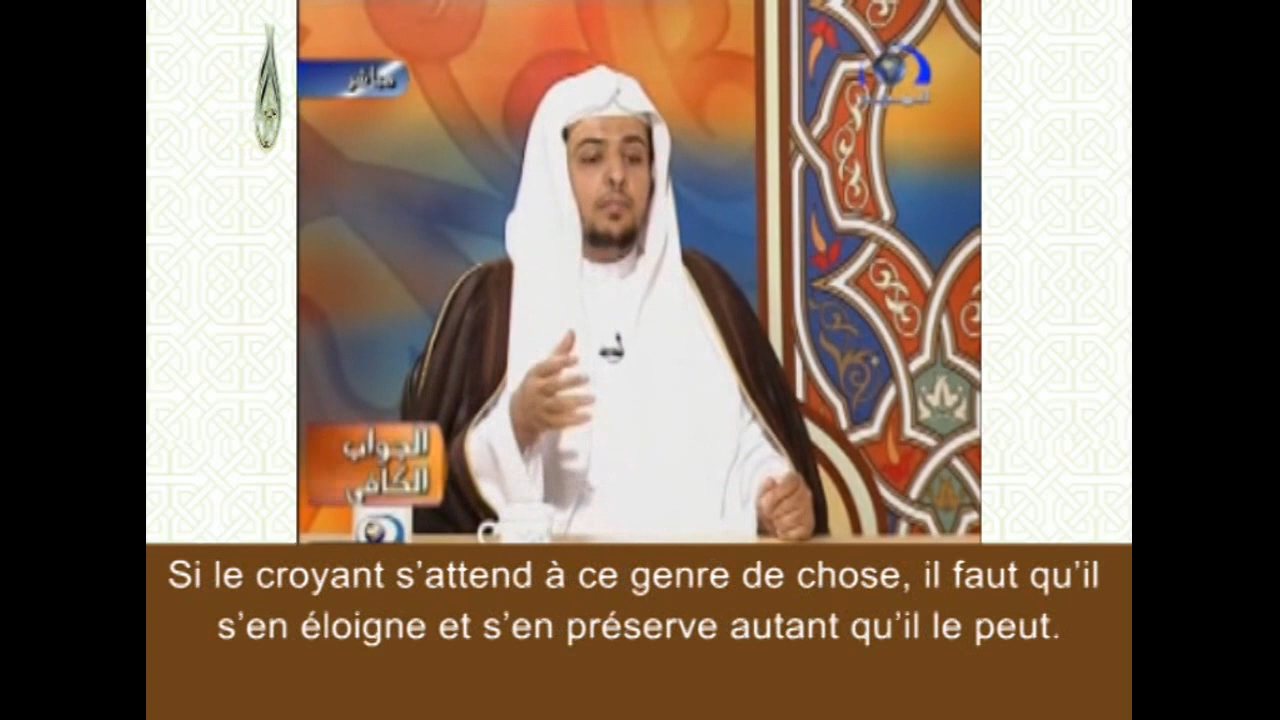 مباشر
الجواب
الكافي
Si le croyant s’attend à ce genre de chose, il faut qu’il
s’en éloigne et s’en préserve autant qu’il le peut.